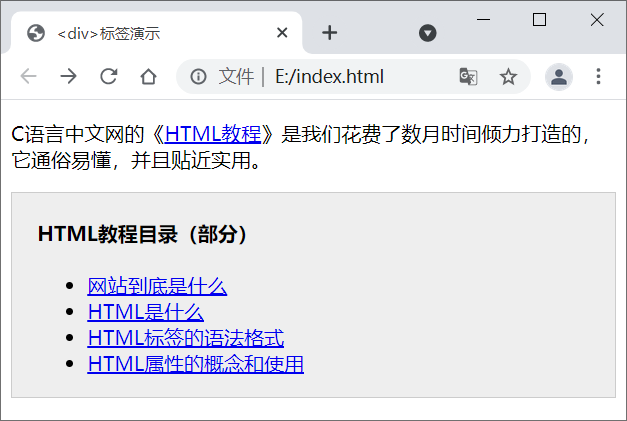 <div>标签演示
文件 | E:/index.html
C语言中文网的《HTML教程》是我们花费了数月时间倾力打造的，
它通俗易懂，并且贴近实用。
HTML教程目录（部分）
网站到底是什么
HTML是什么
HTML标签的语法格式
HTML属性的概念和使用